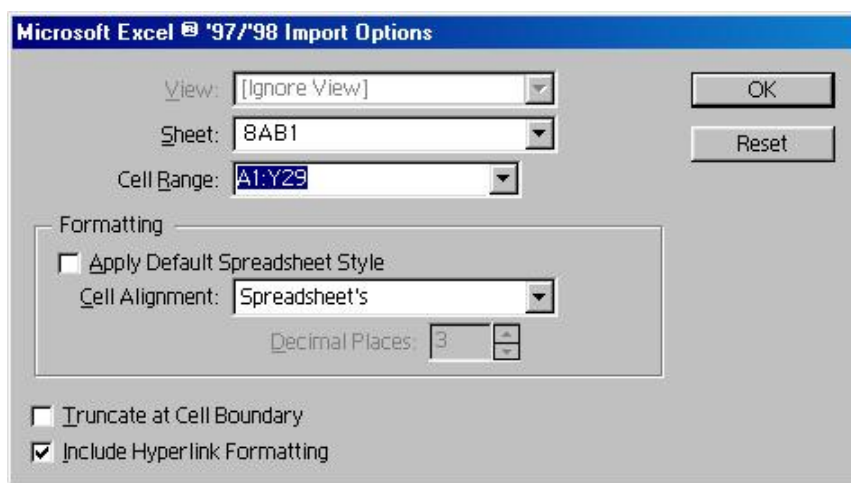 Microsoft Excel ® '97/'98 Import Options
View: [Ignore View]
OK
Sheet: 8AB1
Reset
Cell Range: A1:Y29
Formatting
Apply Default Spreadsheet Style
Cell Alignment: Spreadsheet's
Decimal Places: 3
Truncate at Cell Boundary
Include Hyperlink Formatting